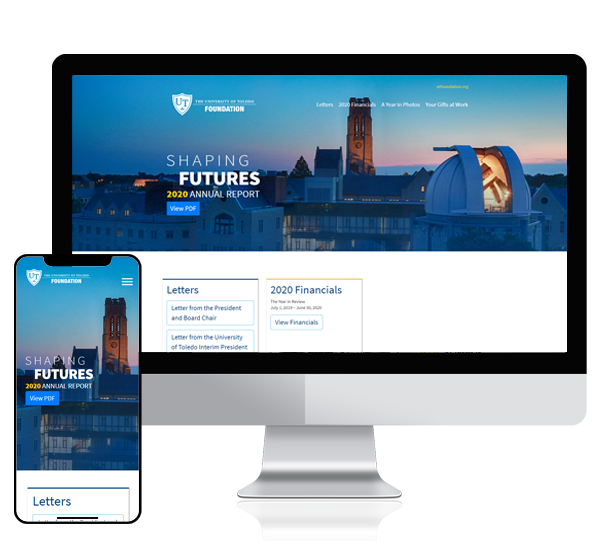 utfoundation.org
UT THE UNIVERSITY OF TOLEDO
FOUNDATION
Letters 2020 Financials A Year in Photos Your Gifts at Work
SHAPING
FUTURES
2020 ANNUAL REPORT
View PDF
Letters
Letter from the President
and Board Chair
Letter from the University
of Toledo Interim President
2020 Financials
The Year in Review
July 1, 2019 – June 30, 2020
View Financials
UT THE UNIVERSITY OF TOLEDO
FOUNDATION
SHAPING
FUTURES
2020 ANNUAL REPORT
View PDF
Letters